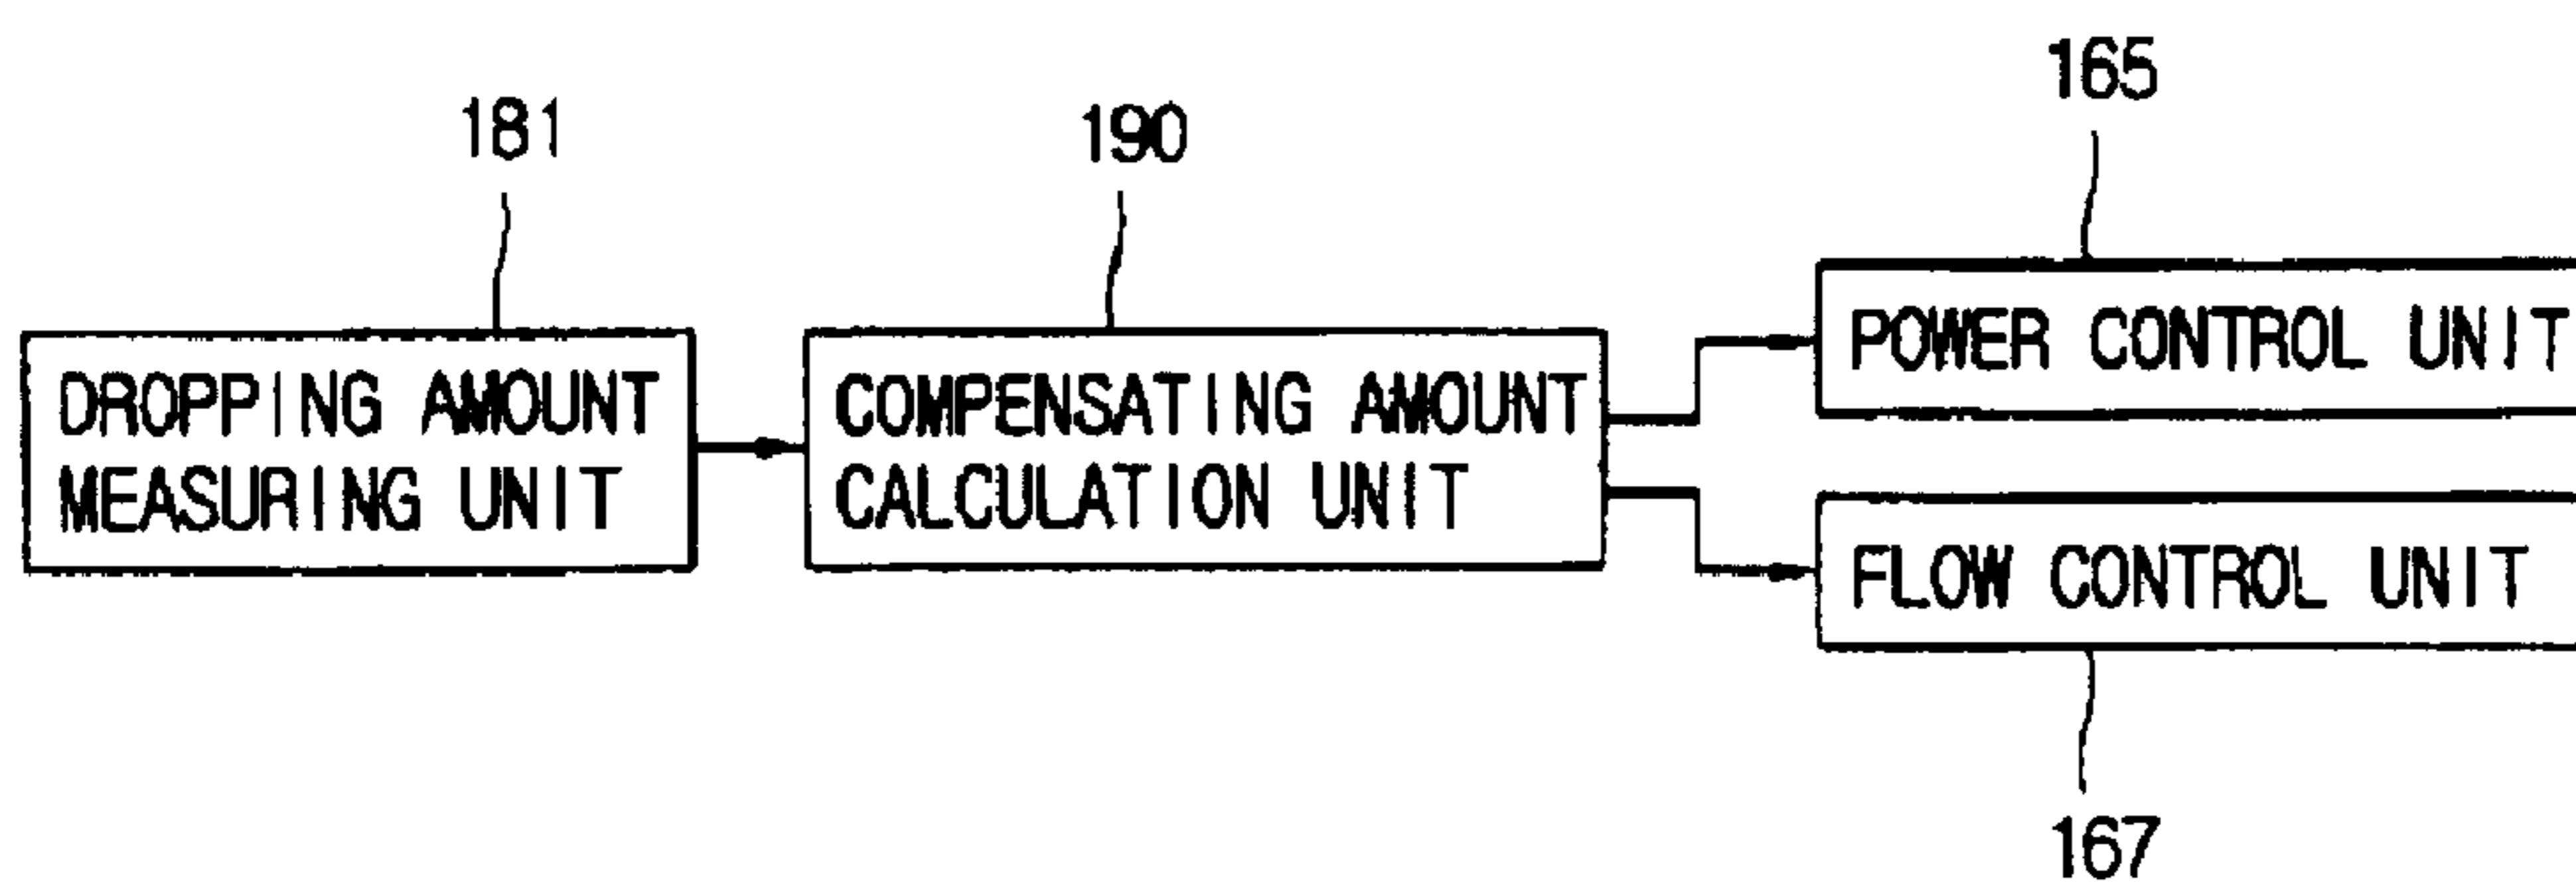 165
181
190
POWER CONTROL UNIT
DROPPING AMOUNT
MEASURING UNIT
COMPENSATING AMOUNT
CALCULATION UNIT
FLOW CONTROL UNIT
167